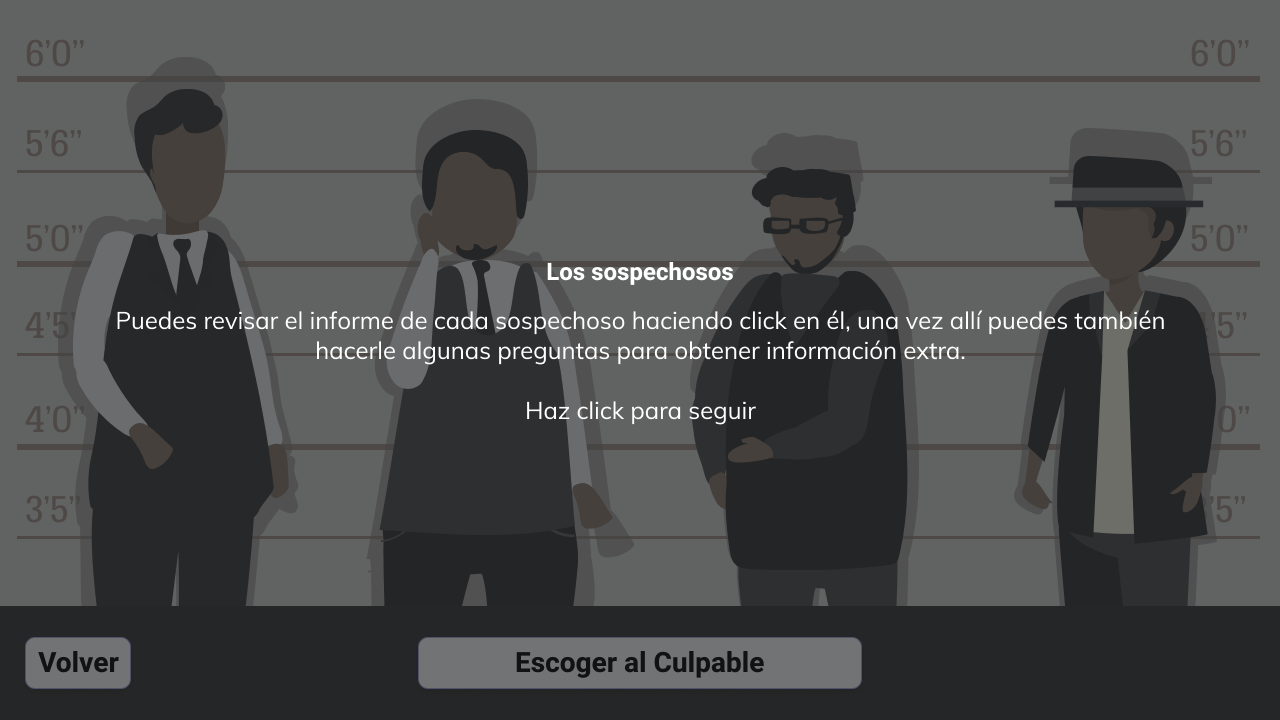 6’0” 6’0”
5’6” 5’6”
5’0” 5’0”
Los sospechosos
4’5 5”
Puedes revisar el informe de cada sospechoso haciendo click en él, una vez allí puedes también
hacerle algunas preguntas para obtener información extra.
Haz click para seguir
4’0” 0”
3’5” 5”
Volver Escoger al Culpable